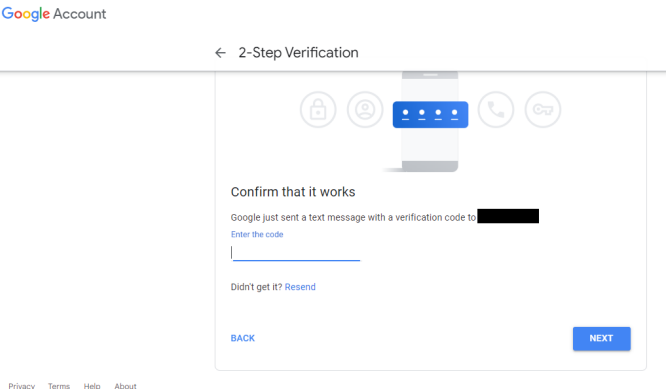 Google Account
← 2-Step Verification
Confirm that it works
Google just sent a text message with a verification code to
Enter the code
Didn't get it? Resend
BACK NEXT
Privacy Terms Help About